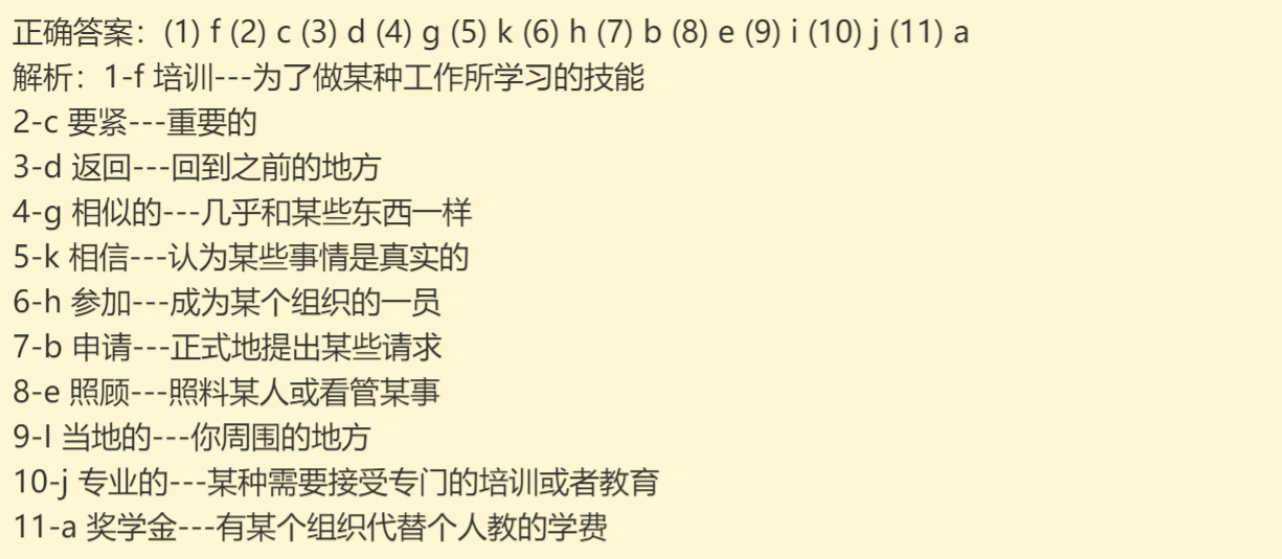 正确答案：(1) f (2) c (3) d (4) g (5) k (6) h (7) b (8) e (9) i (10) j (11) a
解析：1-f 培训---为了做某种工作所学习的技能
2-c 要紧---重要的
3-d 返回---回到之前的地方
4-g 相似的---几乎和某些东西一样
5-k 相信---认为某些事情是真实的
6-h 参加---成为某个组织的一员
7-b 申请---正式地提出某些请求
8-e 照顾---照料某人或看管某事
9-l 当地的---你周围的地方
10-j 专业的---某种需要接受专门的培训或者教育
11-a 奖学金---有某个组织代替个人教的学费